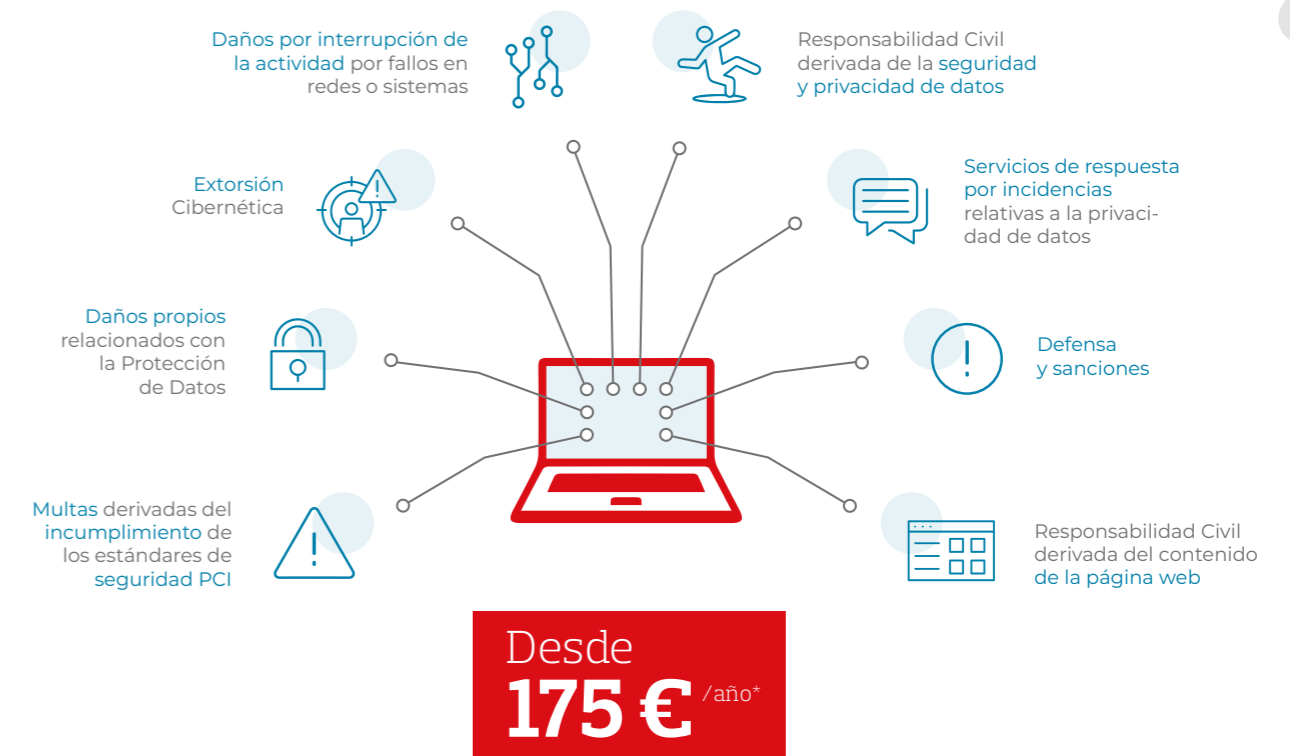 Daños por interrupción de
la actividad por fallos en
redes o sistemas
Responsabilidad Civil
derivada de la seguridad
y privacidad de datos
Extorsión
Cibernética
Servicios de respuesta
por incidencias
relativas a la privaci-
dad de datos
Daños propios
relacionados con
la Protección
de Datos
Defensa
y sanciones
Multas derivadas del
incumplimiento de
los estándares de
seguridad PCI
Responsabilidad Civil
derivada del contenido
de la página web
Desde
175 € /año*